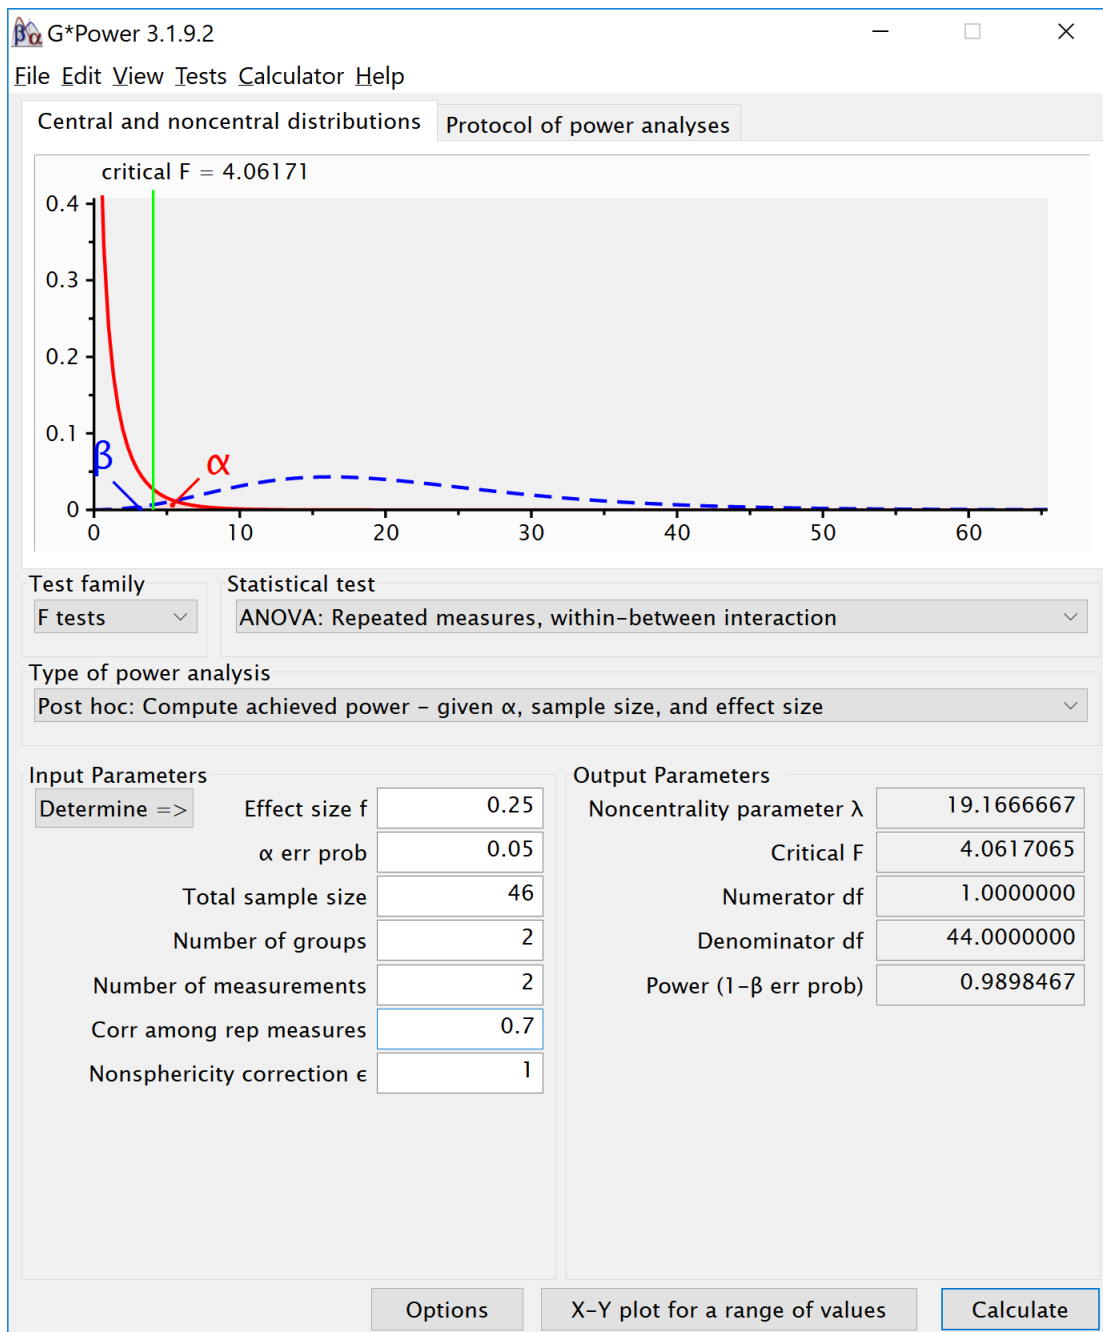 G*Power 3.1.9.2
File Edit View Tests Calculator Help
Central and noncentral distributions Protocol of power analyses
critical F = 4.06171
0.4
0.3
0.2
0.1
0
β
α
0 10 20 30 40 50 60
Test family Statistical test
F tests ANOVA: Repeated measures, within-between interaction
Type of power analysis
Post hoc: Compute achieved power – given α, sample size, and effect size
Input Parameters
Determine => Effect size f 0.25
α err prob 0.05
Total sample size 46
Number of groups 2
Number of measurements 2
Corr among rep measures 0.7
Nonsphericity correction ϵ 1
Output Parameters
Noncentrality parameter λ 19.1666667
Critical F 4.0617065
Numerator df 1.0000000
Denominator df 44.0000000
Power (1-β err prob) 0.9898467
Options X-Y plot for a range of values Calculate